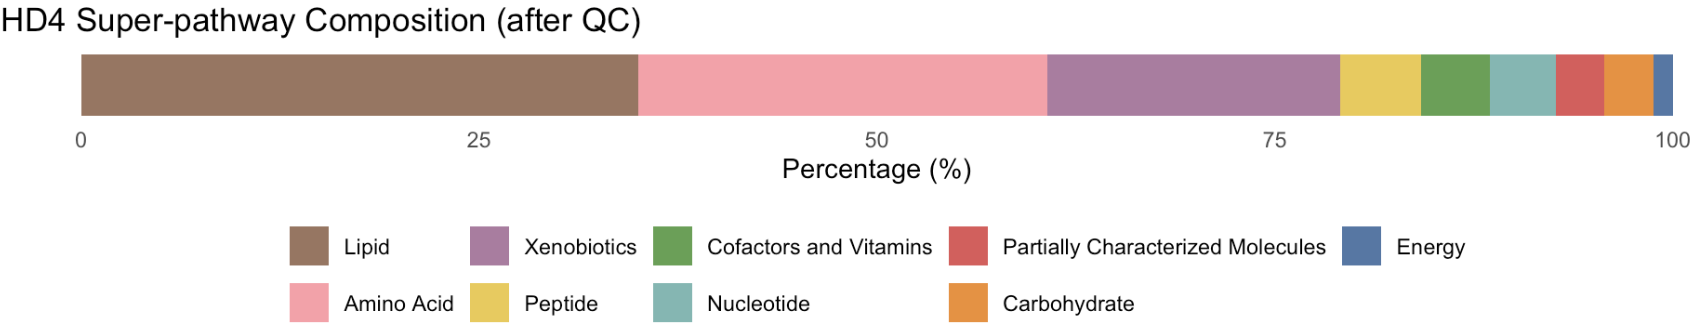 HD4 Super-pathway Composition (after QC)
0 25 50 75 100
Percentage (%)
Lipid Xenobiotics Cofactors and Vitamins Partially Characterized Molecules Energy
Amino Acid Peptide Nucleotide Carbohydrate